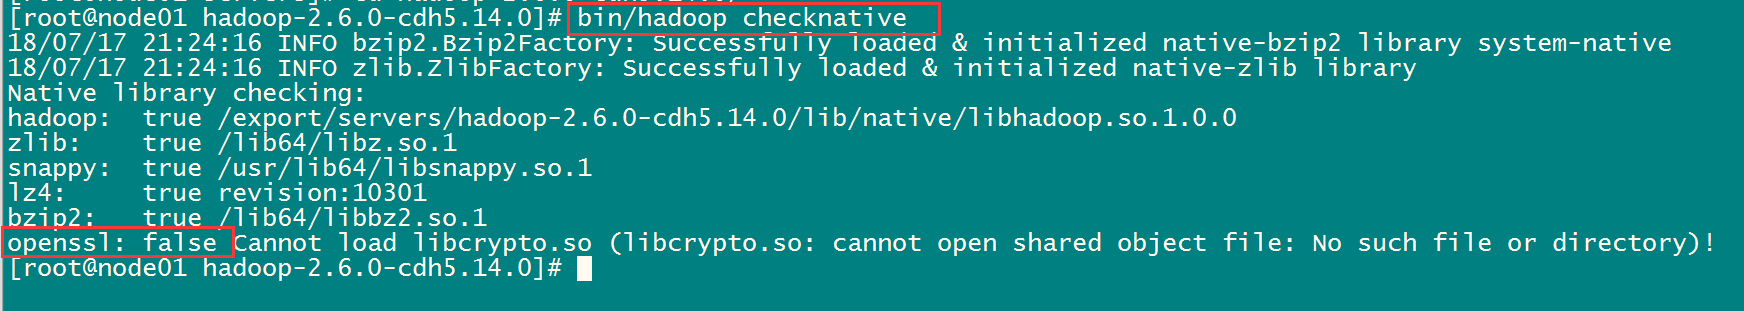 [root@node01 hadoop-2.6.0-cdh5.14.0]# bin/hadoop checknative
18/07/17 21:24:16 INFO bzip2.Bzip2Factory: Successfully loaded & initialized native-bzip2 library system-native
18/07/17 21:24:16 INFO zlib.ZlibFactory: Successfully loaded & initialized native-zlib library
Native library checking:
hadoop:  true /export/servers/hadoop-2.6.0-cdh5.14.0/lib/native/libhadoop.so.1.0.0
zlib:    true /lib64/libz.so.1
snappy:  true /usr/lib64/libsnappy.so.1
lz4:     true revision:10301
bzip2:   true /lib64/libbz2.so.1
openssl: false Cannot load libcrypto.so (libcrypto.so: cannot open shared object file: No such file or directory)!
[root@node01 hadoop-2.6.0-cdh5.14.0]#